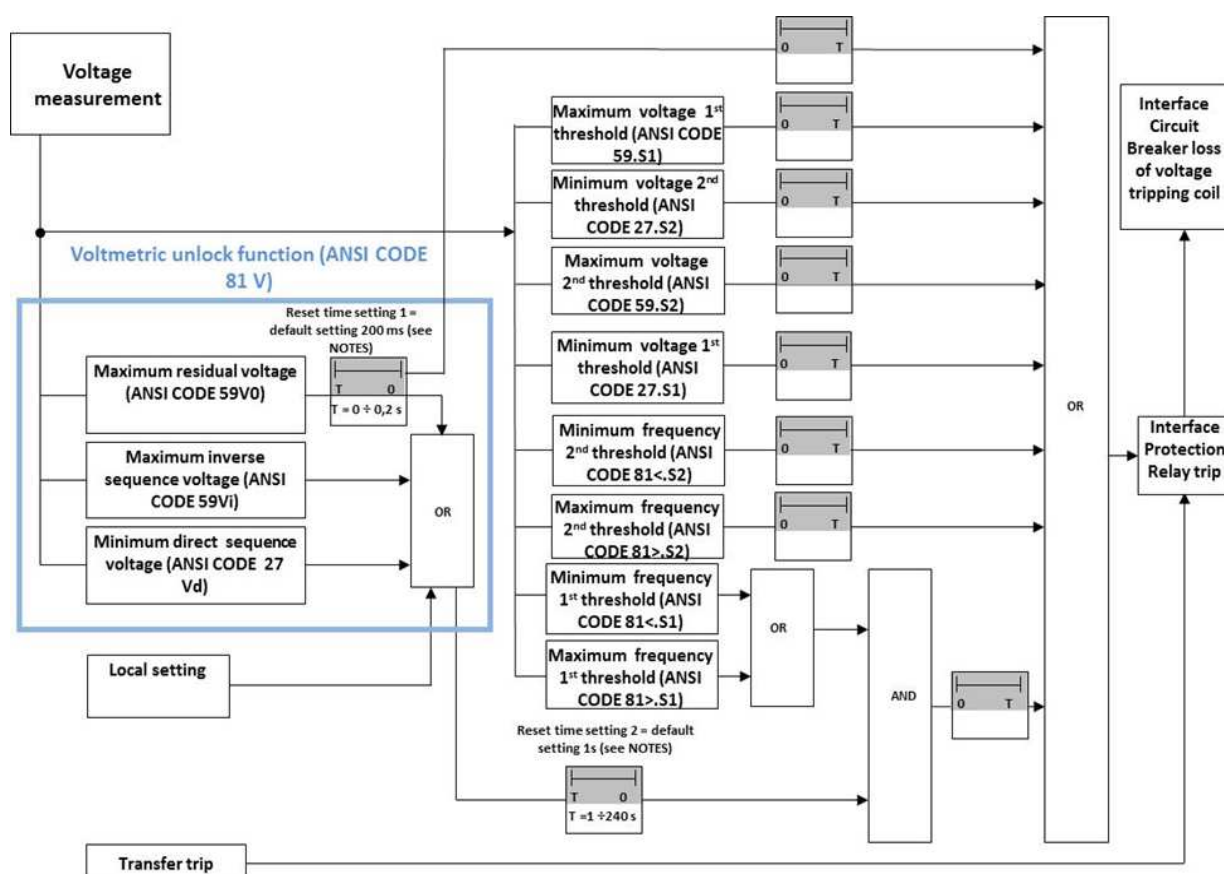 Voltage
measurement
Voltmetric unlock function (ANSI CODE
81 V)
Reset time setting 1 =
default setting 200 ms (see
NOTES)
T 0
T = 0 ÷ 0,2 s
Maximum residual voltage
(ANSI CODE 59V0)
Maximum inverse
sequence voltage (ANSI
CODE 59Vi)
Minimum direct sequence
voltage (ANSI CODE 27
Vd)
OR
Local setting
Transfer trip
0 T
Maximum voltage 1st
threshold (ANSI CODE
59.S1)
0 T
Minimum voltage 2nd
threshold (ANSI
CODE 27.S2)
0 T
Maximum voltage
2nd threshold (ANSI
CODE 59.S2)
0 T
Minimum voltage 1st
threshold (ANSI
CODE 27.S1)
0 T
Minimum frequency
2nd threshold (ANSI
CODE 81<.S2)
0 T
Maximum frequency
2nd threshold (ANSI
CODE 81>.S2)
0 T
Minimum frequency
1st threshold (ANSI
CODE 81<.S1)
Maximum frequency
1st threshold (ANSI
CODE 81>.S1)
OR
Reset time setting 2 = default
setting 1s (see NOTES)
T 0
T =1 ÷240 s
AND
0 T
OR
Interface
Circuit
Breaker loss
of voltage
tripping coil
Interface
Protection
Relay trip